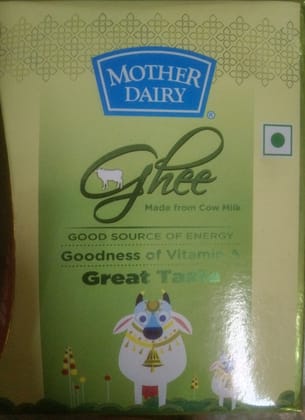 MOTHER
DAIRY
®
Ghee
Made from Cow Milk
GOOD SOURCE OF ENERGY
Goodness of Vitamin A
Great Taste